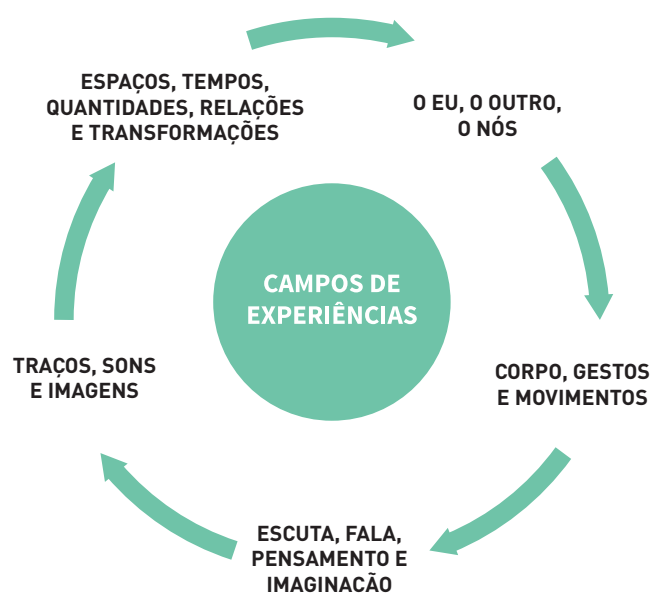 ESPAÇOS, TEMPOS,
QUANTIDADES, RELAÇÕES
E TRANSFORMAÇÕES
O EU, O OUTRO,
O NÓS
CAMPOS DE
EXPERIÊNCIAS
TRAÇOS, SONS
E IMAGENS
CORPO, GESTOS
E MOVIMENTOS
ESCUTA, FALA,
PENSAMENTO E
IMAGINAÇÃO